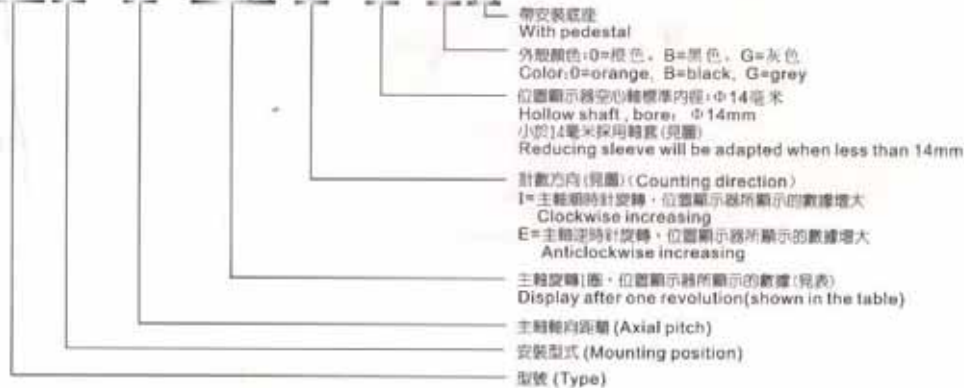 帶安裝底座
With pedestal
外殼顏色:0=橙色, B=黑色, G=灰色
Color:0=orange, B=black, G=grey
位置顯示器空心軸標準内徑:Φ14毫米
Hollow shaft, bore: Φ14mm
小於14毫米採用軸套(見圖)
Reducing sleeve will be adapted when less than 14mm
計數方向(見圖)(Counting direction)
I=主軸順時針旋轉,位置顯示器所顯示的數據增大
Clockwise increasing
E=主軸逆時針旋轉,位置顯示器所顯示的數據增大
Anticlockwise increasing
主軸旋轉1圈,位置顯示器所顯示的數據(見表)
Display after one revolution(shown in the table)
主軸軸向距離(Axial pitch)
安裝型式(Mounting position)
型號(Type)